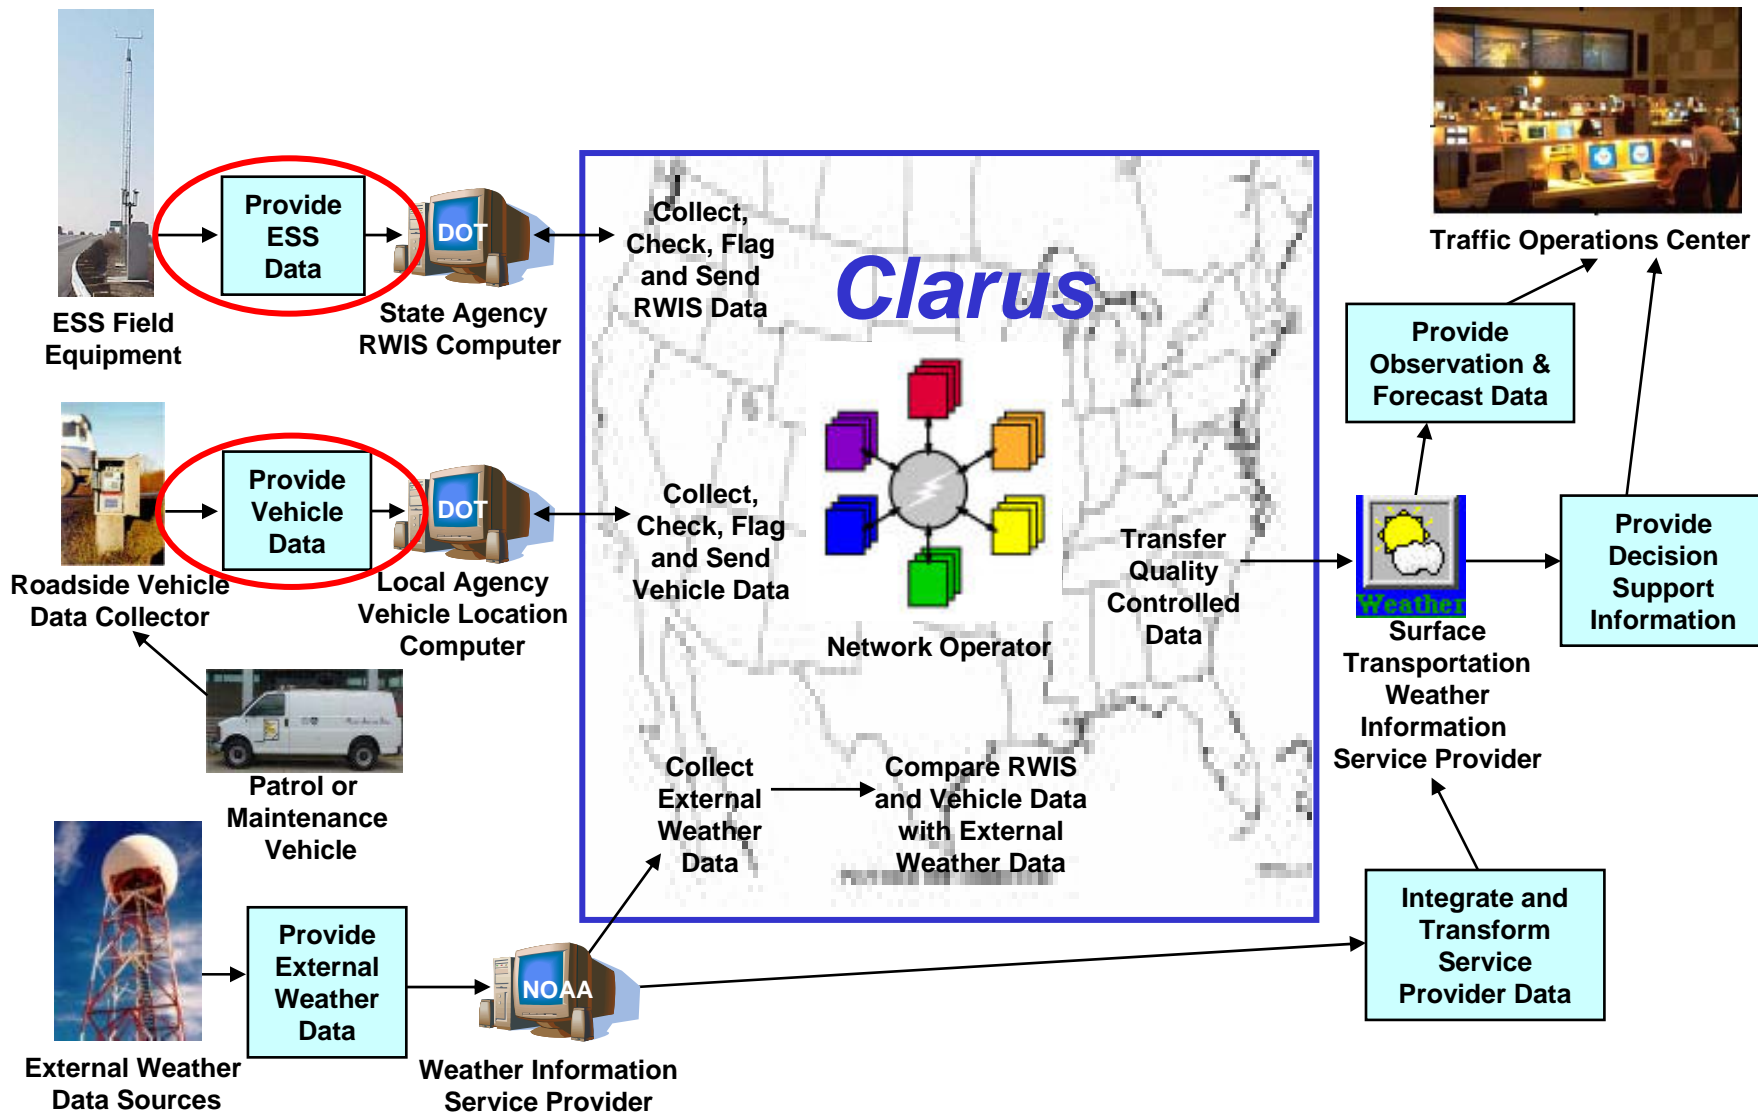 Provide
ESS
Data
DOT
ESS Field
Equipment
State Agency
RWIS Computer
Collect,
Check, Flag
and Send
RWIS Data
Clarus
Traffic Operations Center
Provide
Observation &
Forecast Data
Provide
Vehicle
Data
DOT
Roadside Vehicle
Data Collector
Local Agency
Vehicle Location
Computer
Collect,
Check, Flag
and Send
Vehicle Data
Network Operator
Transfer
Quality
Controlled
Data
Weather
Surface
Transportation
Weather
Information
Service Provider
Provide
Decision
Support
Information
Patrol or
Maintenance
Vehicle
Collect
External
Weather
Data
Compare RWIS
and Vehicle Data
with External
Weather Data
Provide
External
Weather
Data
NOAA
External Weather
Data Sources
Weather Information
Service Provider
Integrate and
Transform
Service
Provider Data